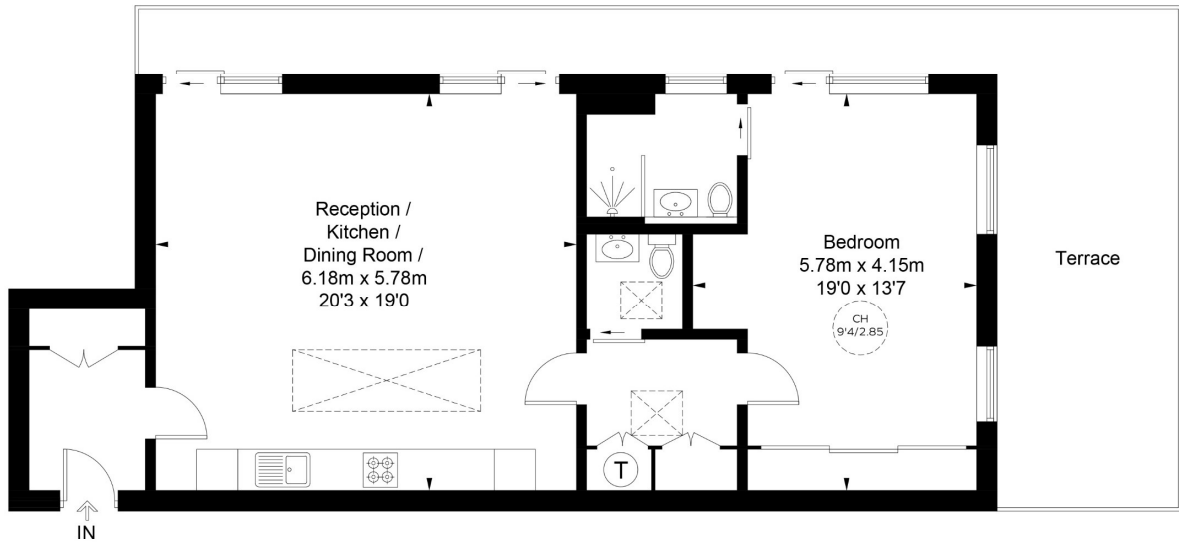 Reception /
Kitchen /
Dining Room /
6.18m x 5.78m
20'3 x 19'0
Bedroom
5.78m x 4.15m
19'0 x 13'7
CH
9'4/2.85
Terrace
T
IN